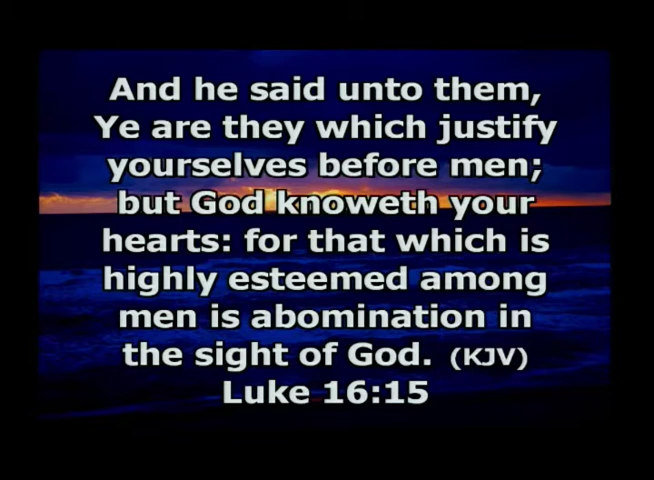 And he said unto them,
Ye are they which justify
yourselves before men;
but God knoweth your
hearts: for that which is
highly esteemed among
men is abomination in
the sight of God. (KJV)
Luke 16:15